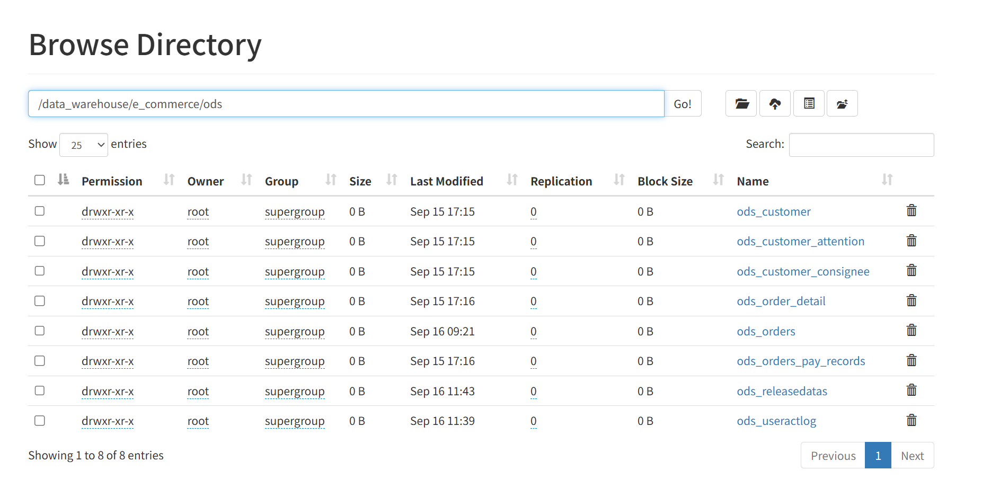 Browse Directory
/data_warehouse/e_commerce/ods Go!
Show 25 entries Search:
Permission Owner Group Size Last Modified Replication Block Size Name
drwxr-xr-x root supergroup 0 B Sep 15 17:15 0 0 B ods_customer
drwxr-xr-x root supergroup 0 B Sep 15 17:15 0 0 B ods_customer_attention
drwxr-xr-x root supergroup 0 B Sep 15 17:15 0 0 B ods_customer_consignee
drwxr-xr-x root supergroup 0 B Sep 15 17:16 0 0 B ods_order_detail
drwxr-xr-x root supergroup 0 B Sep 16 09:21 0 0 B ods_orders
drwxr-xr-x root supergroup 0 B Sep 15 17:16 0 0 B ods_orders_pay_records
drwxr-xr-x root supergroup 0 B Sep 16 11:43 0 0 B ods_releasedatas
drwxr-xr-x root supergroup 0 B Sep 16 11:39 0 0 B ods_useractlog
Showing 1 to 8 of 8 entries Previous 1 Next